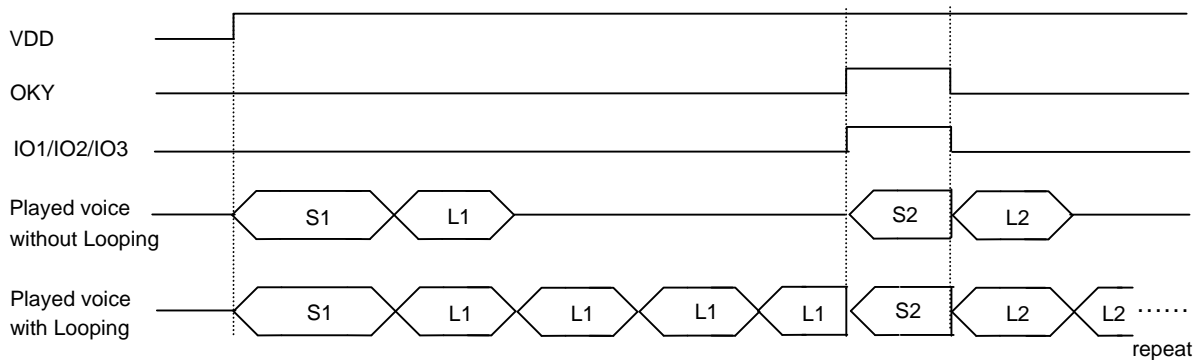 VDD
OKY
IO1/IO2/IO3
Played voice
without Looping
S1 L1 S2 L2
Played voice
with Looping
S1 L1 L1 L1 L1 S2 L2 L2 ······
repeat